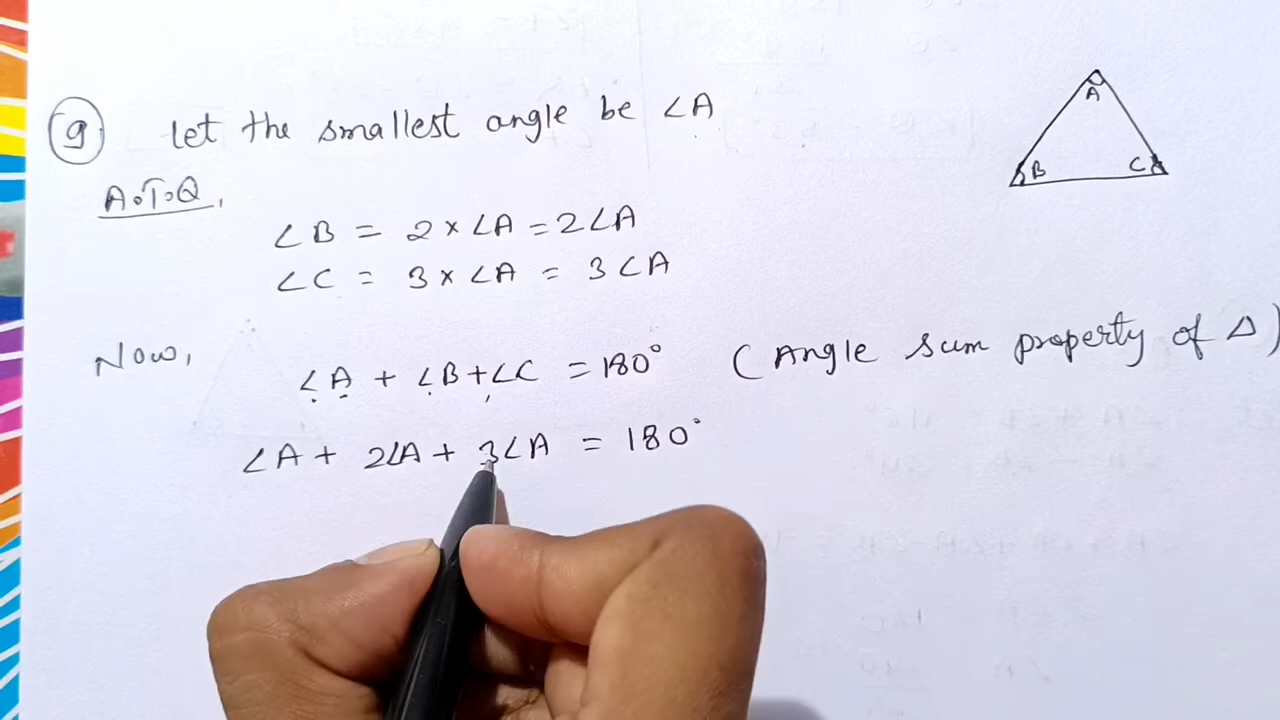 9 Let the smallest angle be ∠A
A.T.Q,
∠B = 2 × ∠A = 2∠A
∠C = 3 × ∠A = 3∠A
Now,
∠A + ∠B + ∠C = 180° (Angle sum property of Δ)
∠A + 2∠A + 3∠A = 180°
A
B
C